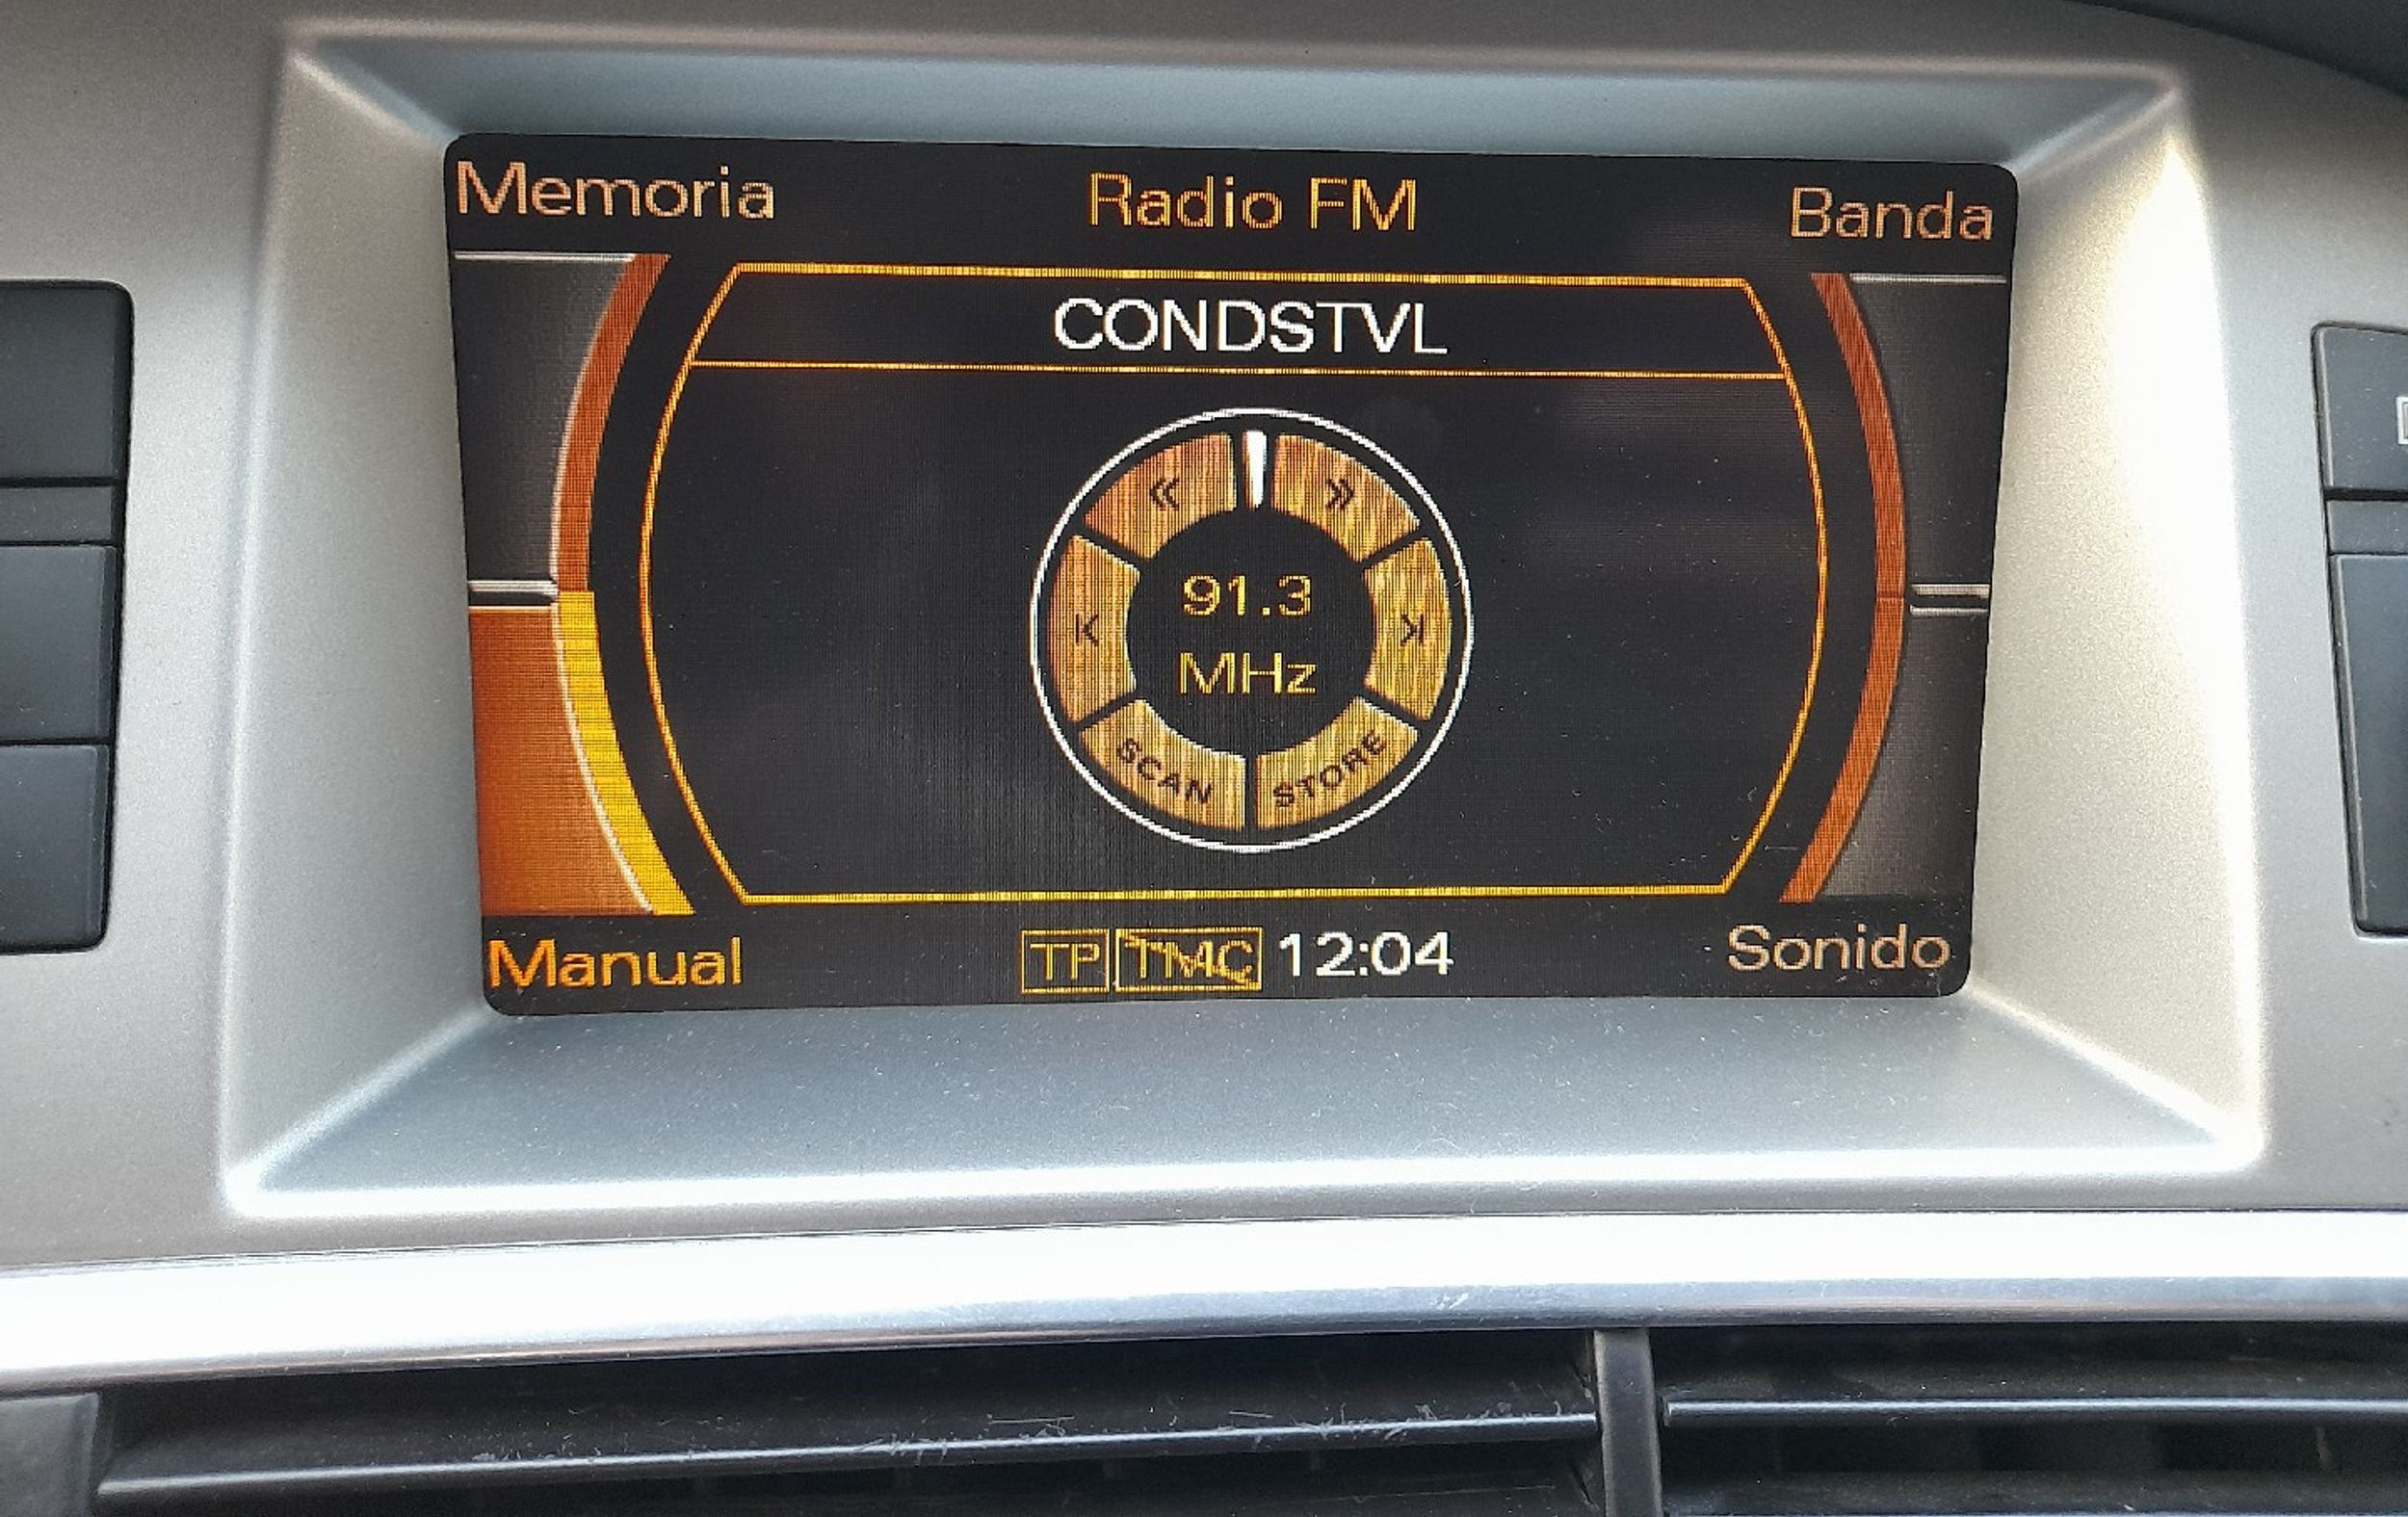 Memoria Radio FM Banda
CONDSTVL
« »
91.3
< >
MHz
SCAN STORE
Manual TP TMC 12:04 Sonido